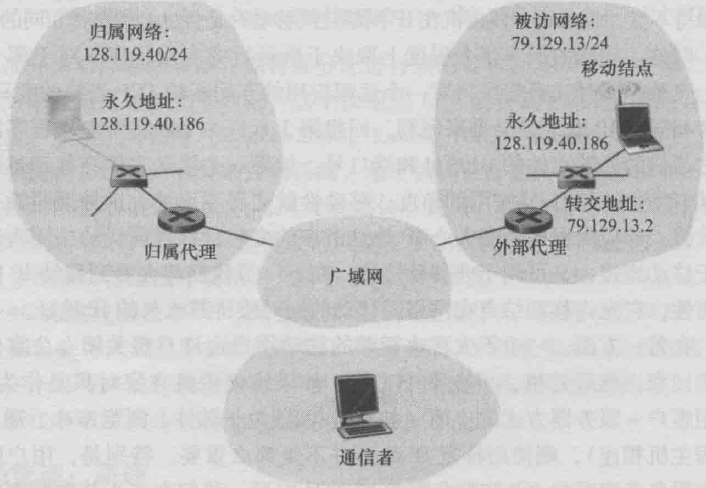 归属网络：
128.119.40/24
永久地址：
128.119.40.186
归属代理
被访网络：
79.129.13/24
移动结点
永久地址：
128.119.40.186
转交地址：
79.129.13.2
外部代理
广域网
通信者